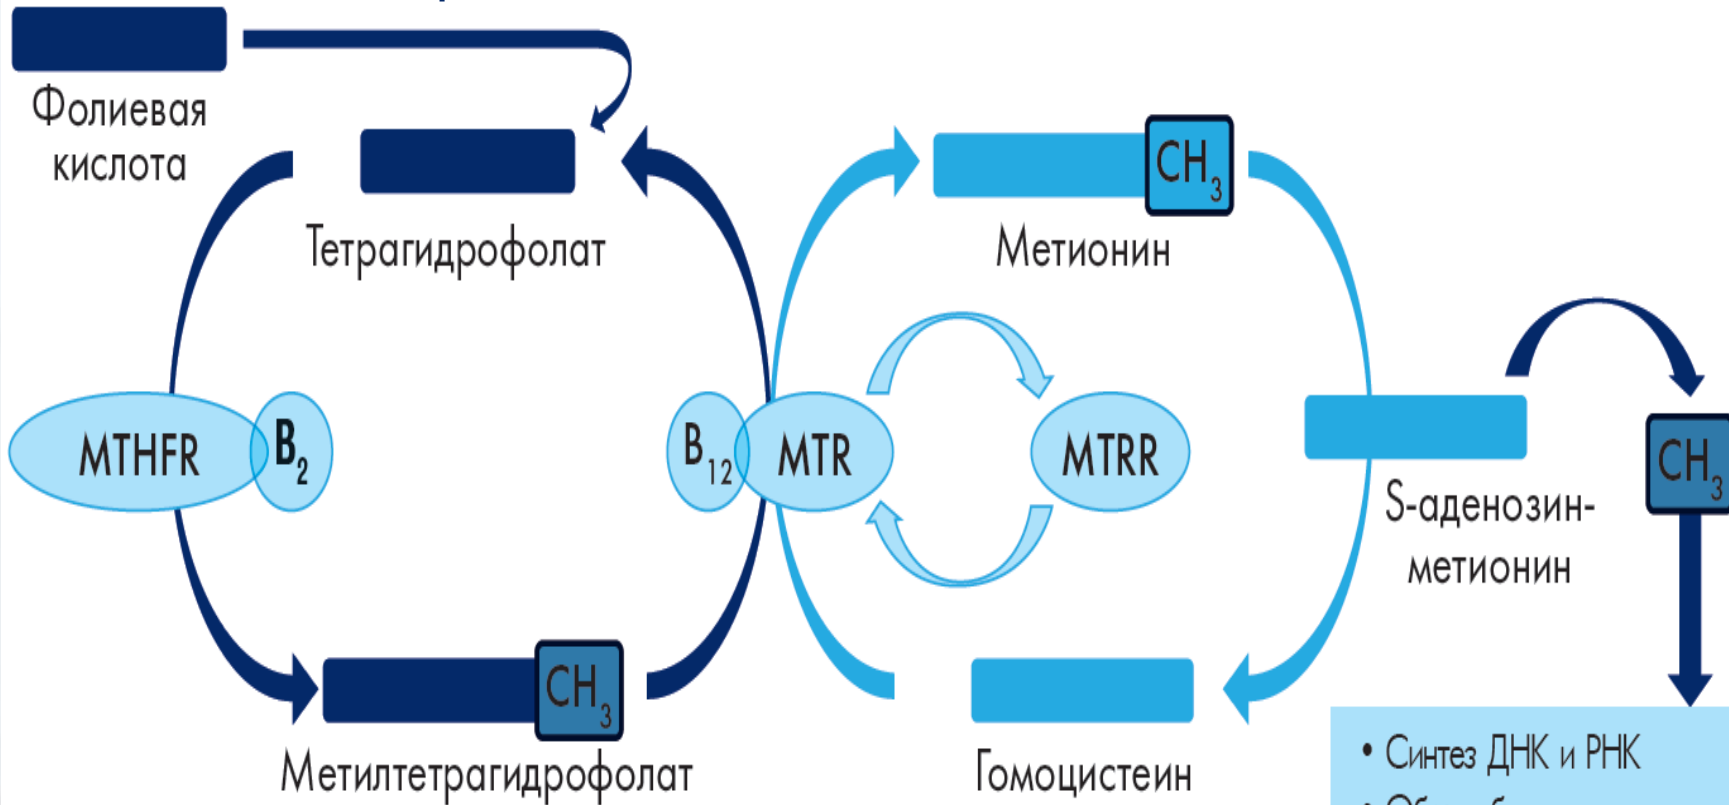 Фолиевая
кислота
Тетрагидрофолат
CH3
Метионин
MTHFR
B2
B12
MTR
MTRR
S-аденозин-
метионин
CH3
CH3
Метилтетрагидрофолат
Гомоцистеин
• Синтез ДНК и РНК